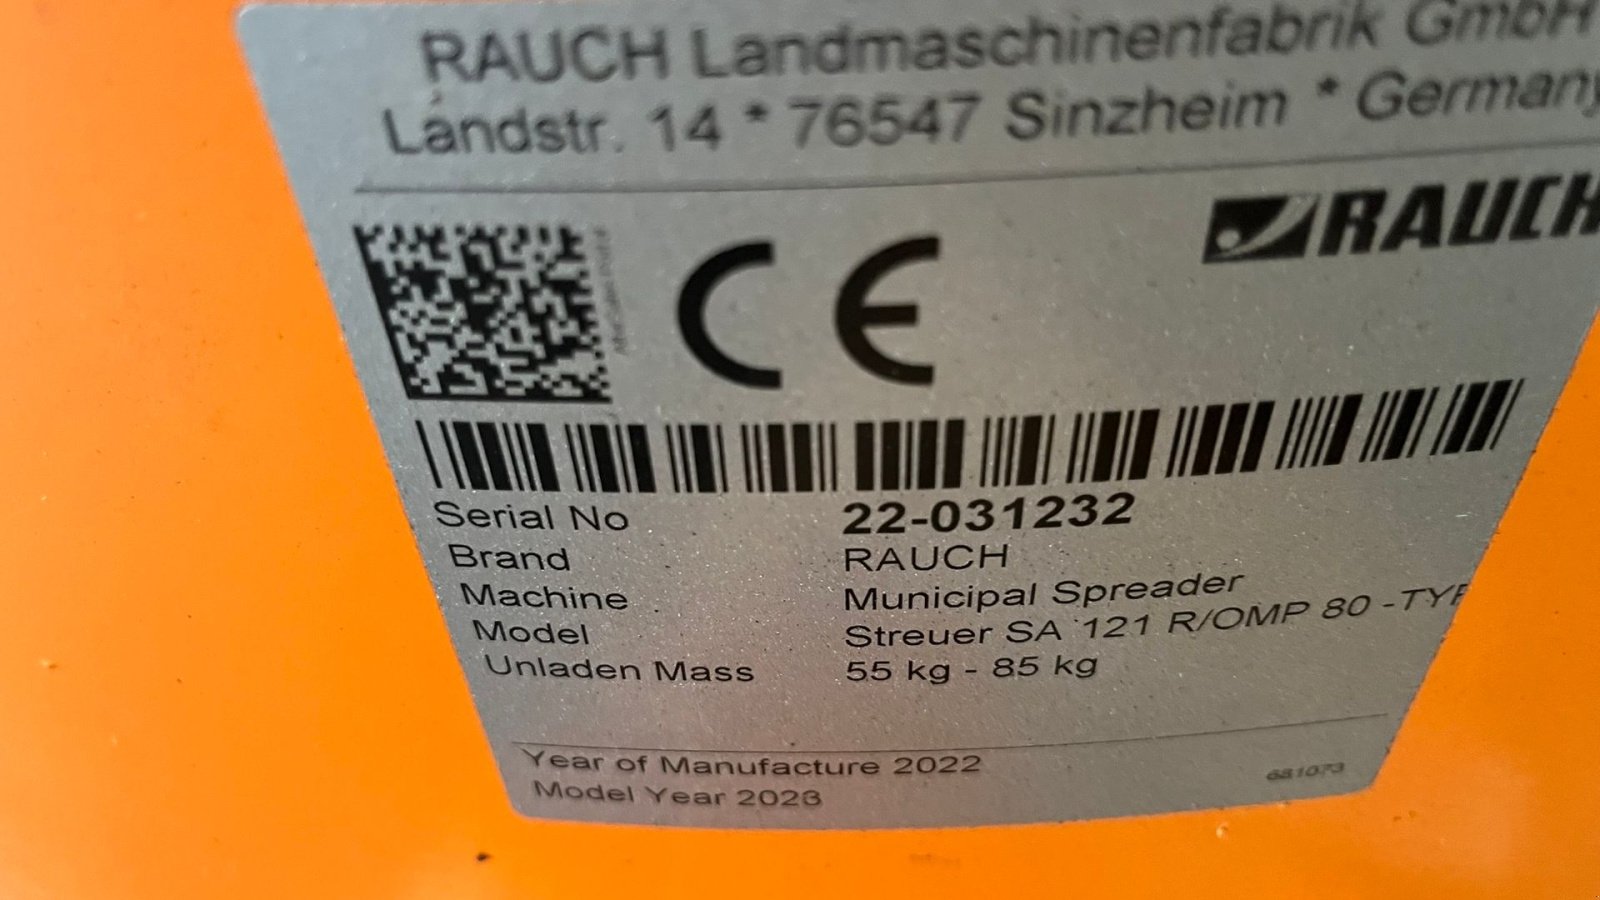 RAUCH Landmaschinenfabrik GmbH
Landstr. 14 * 76547 Sinzheim * Germany
CE
RAUCH
Serial No 22-031232
Brand RAUCH
Machine Municipal Spreader
Model Streuer SA 121 R/OMP 80 -TYP
Unladen Mass 55 kg - 85 kg
Year of Manufacture 2022
Model Year 2023
681073